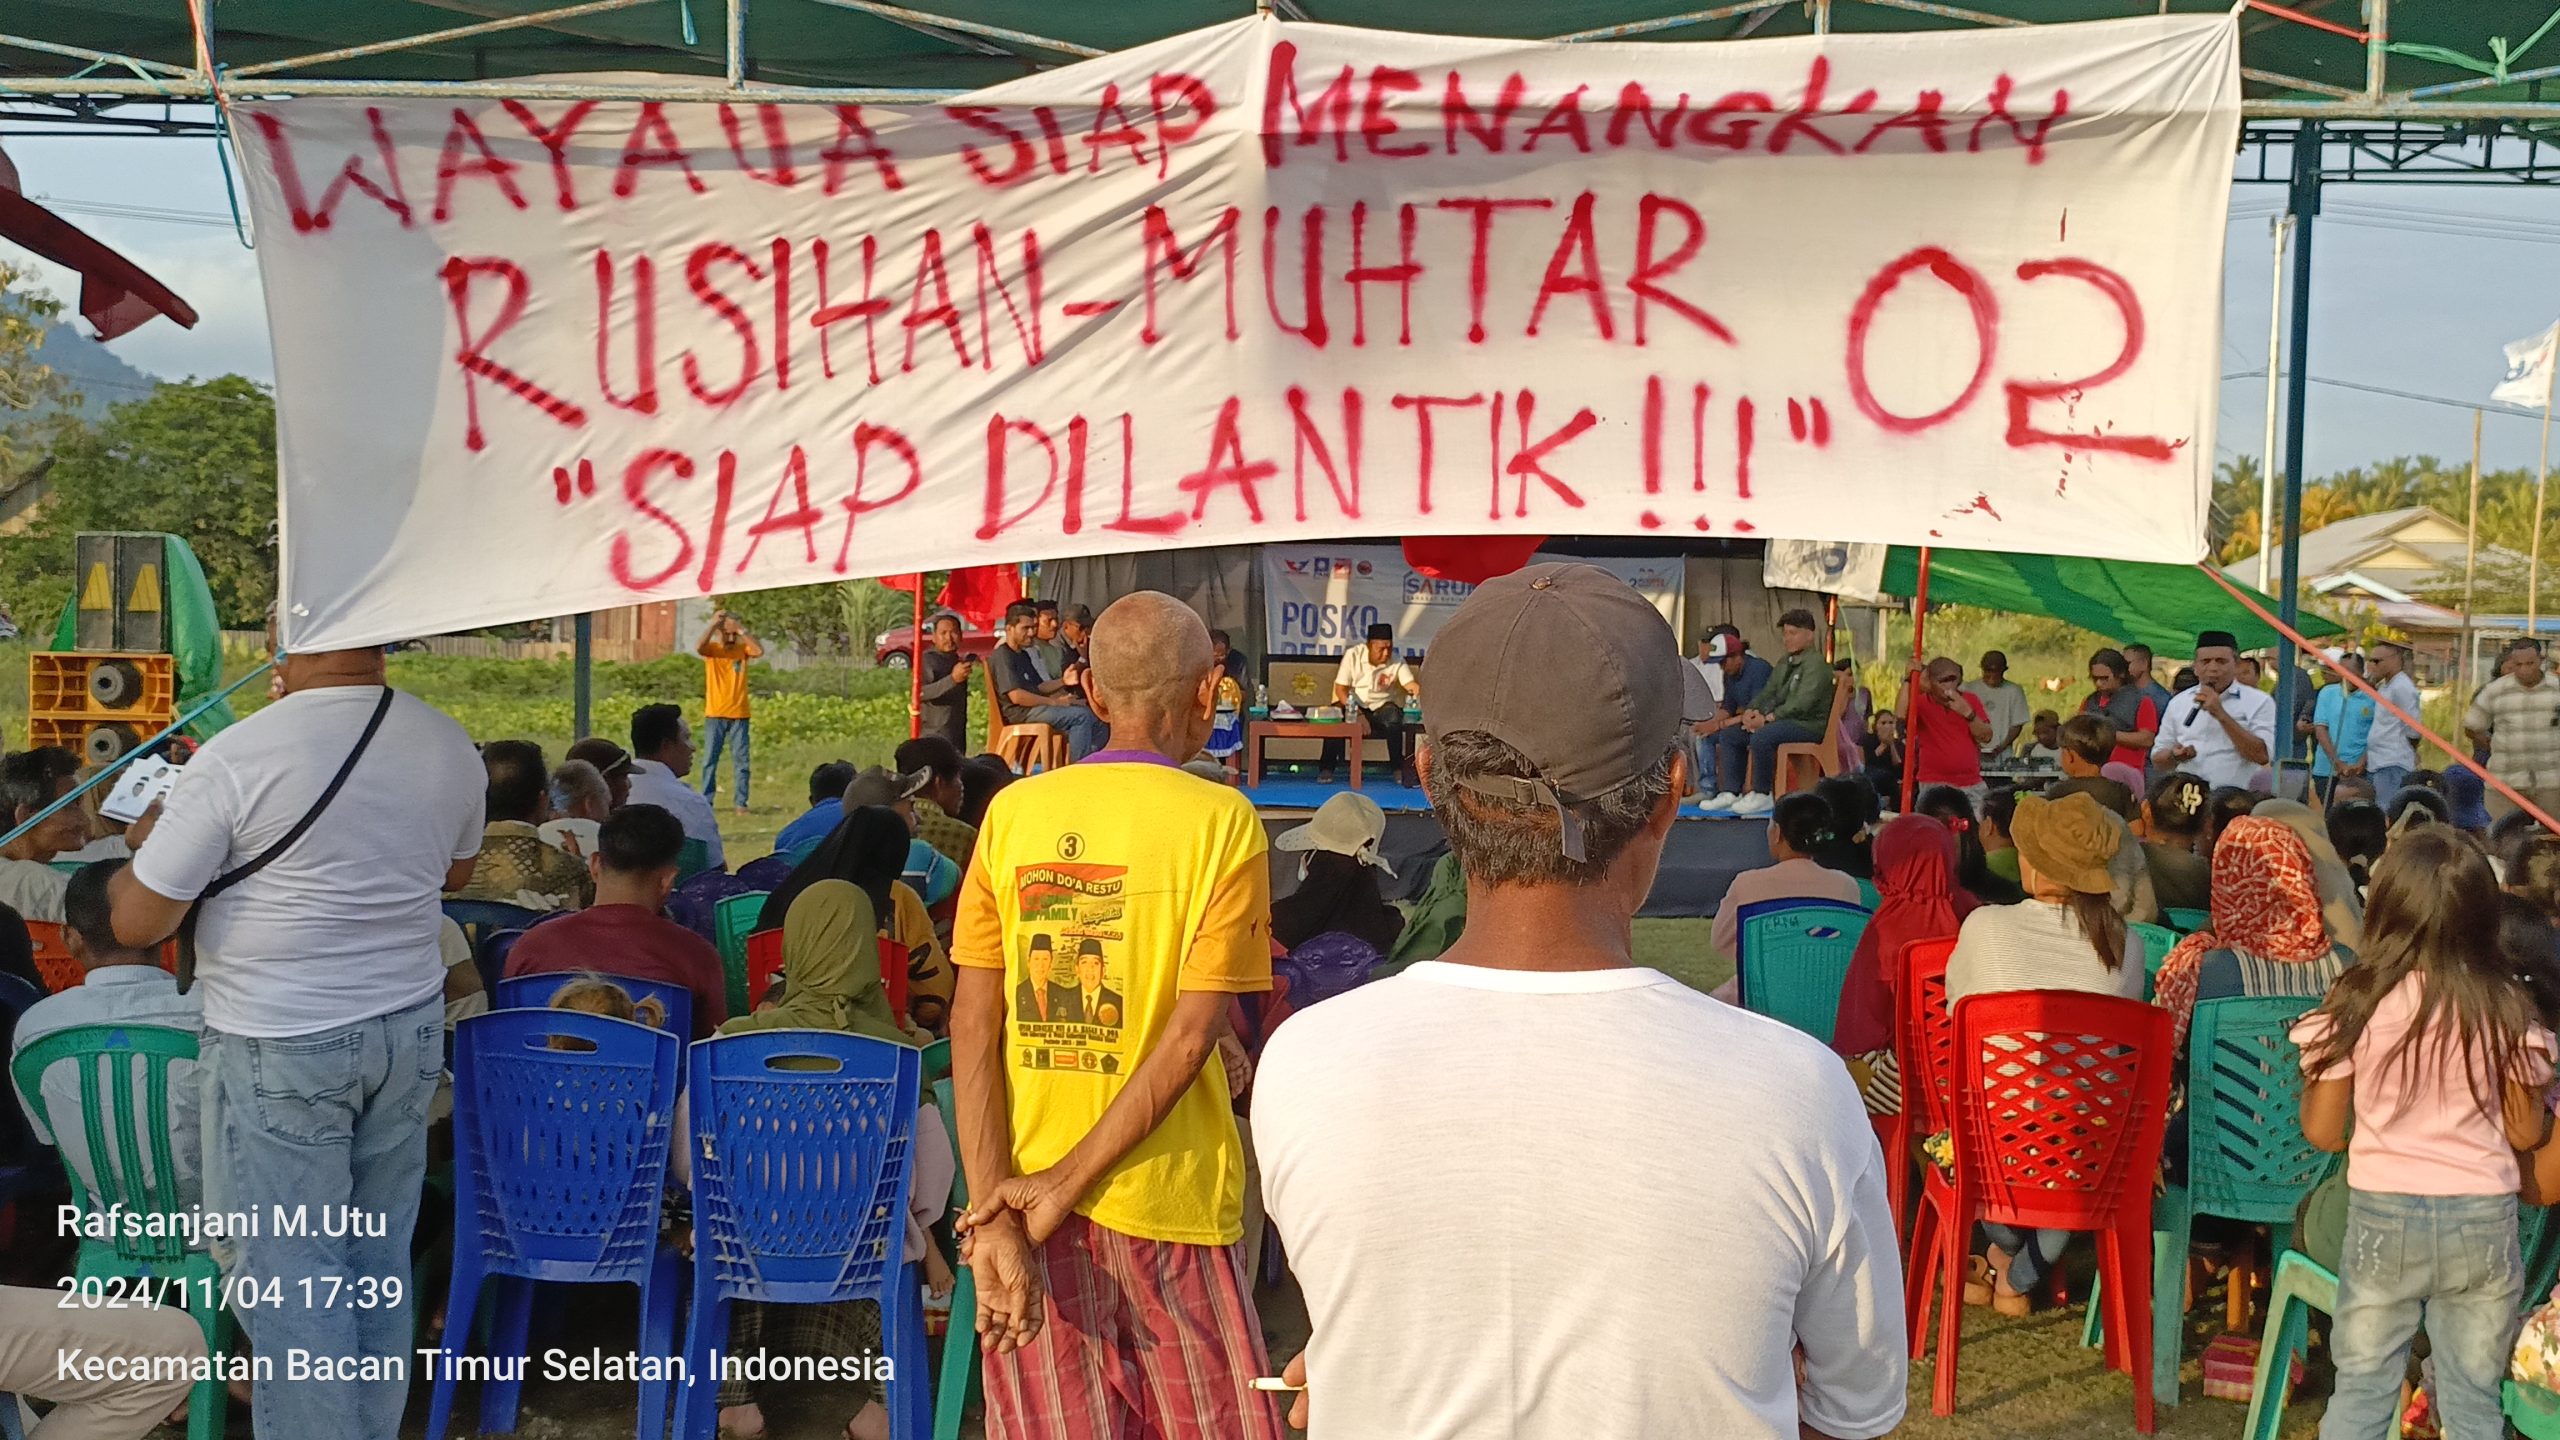 WAYAUA SIAP MENANGKAN
RUSIHAN-MUHTAR 02
"SIAP DILANTIK!!!"
POSKO
3
MOHON DO'A RESTU
Rafsanjani M.Utu
2024/11/04 17:39
Kecamatan Bacan Timur Selatan, Indonesia